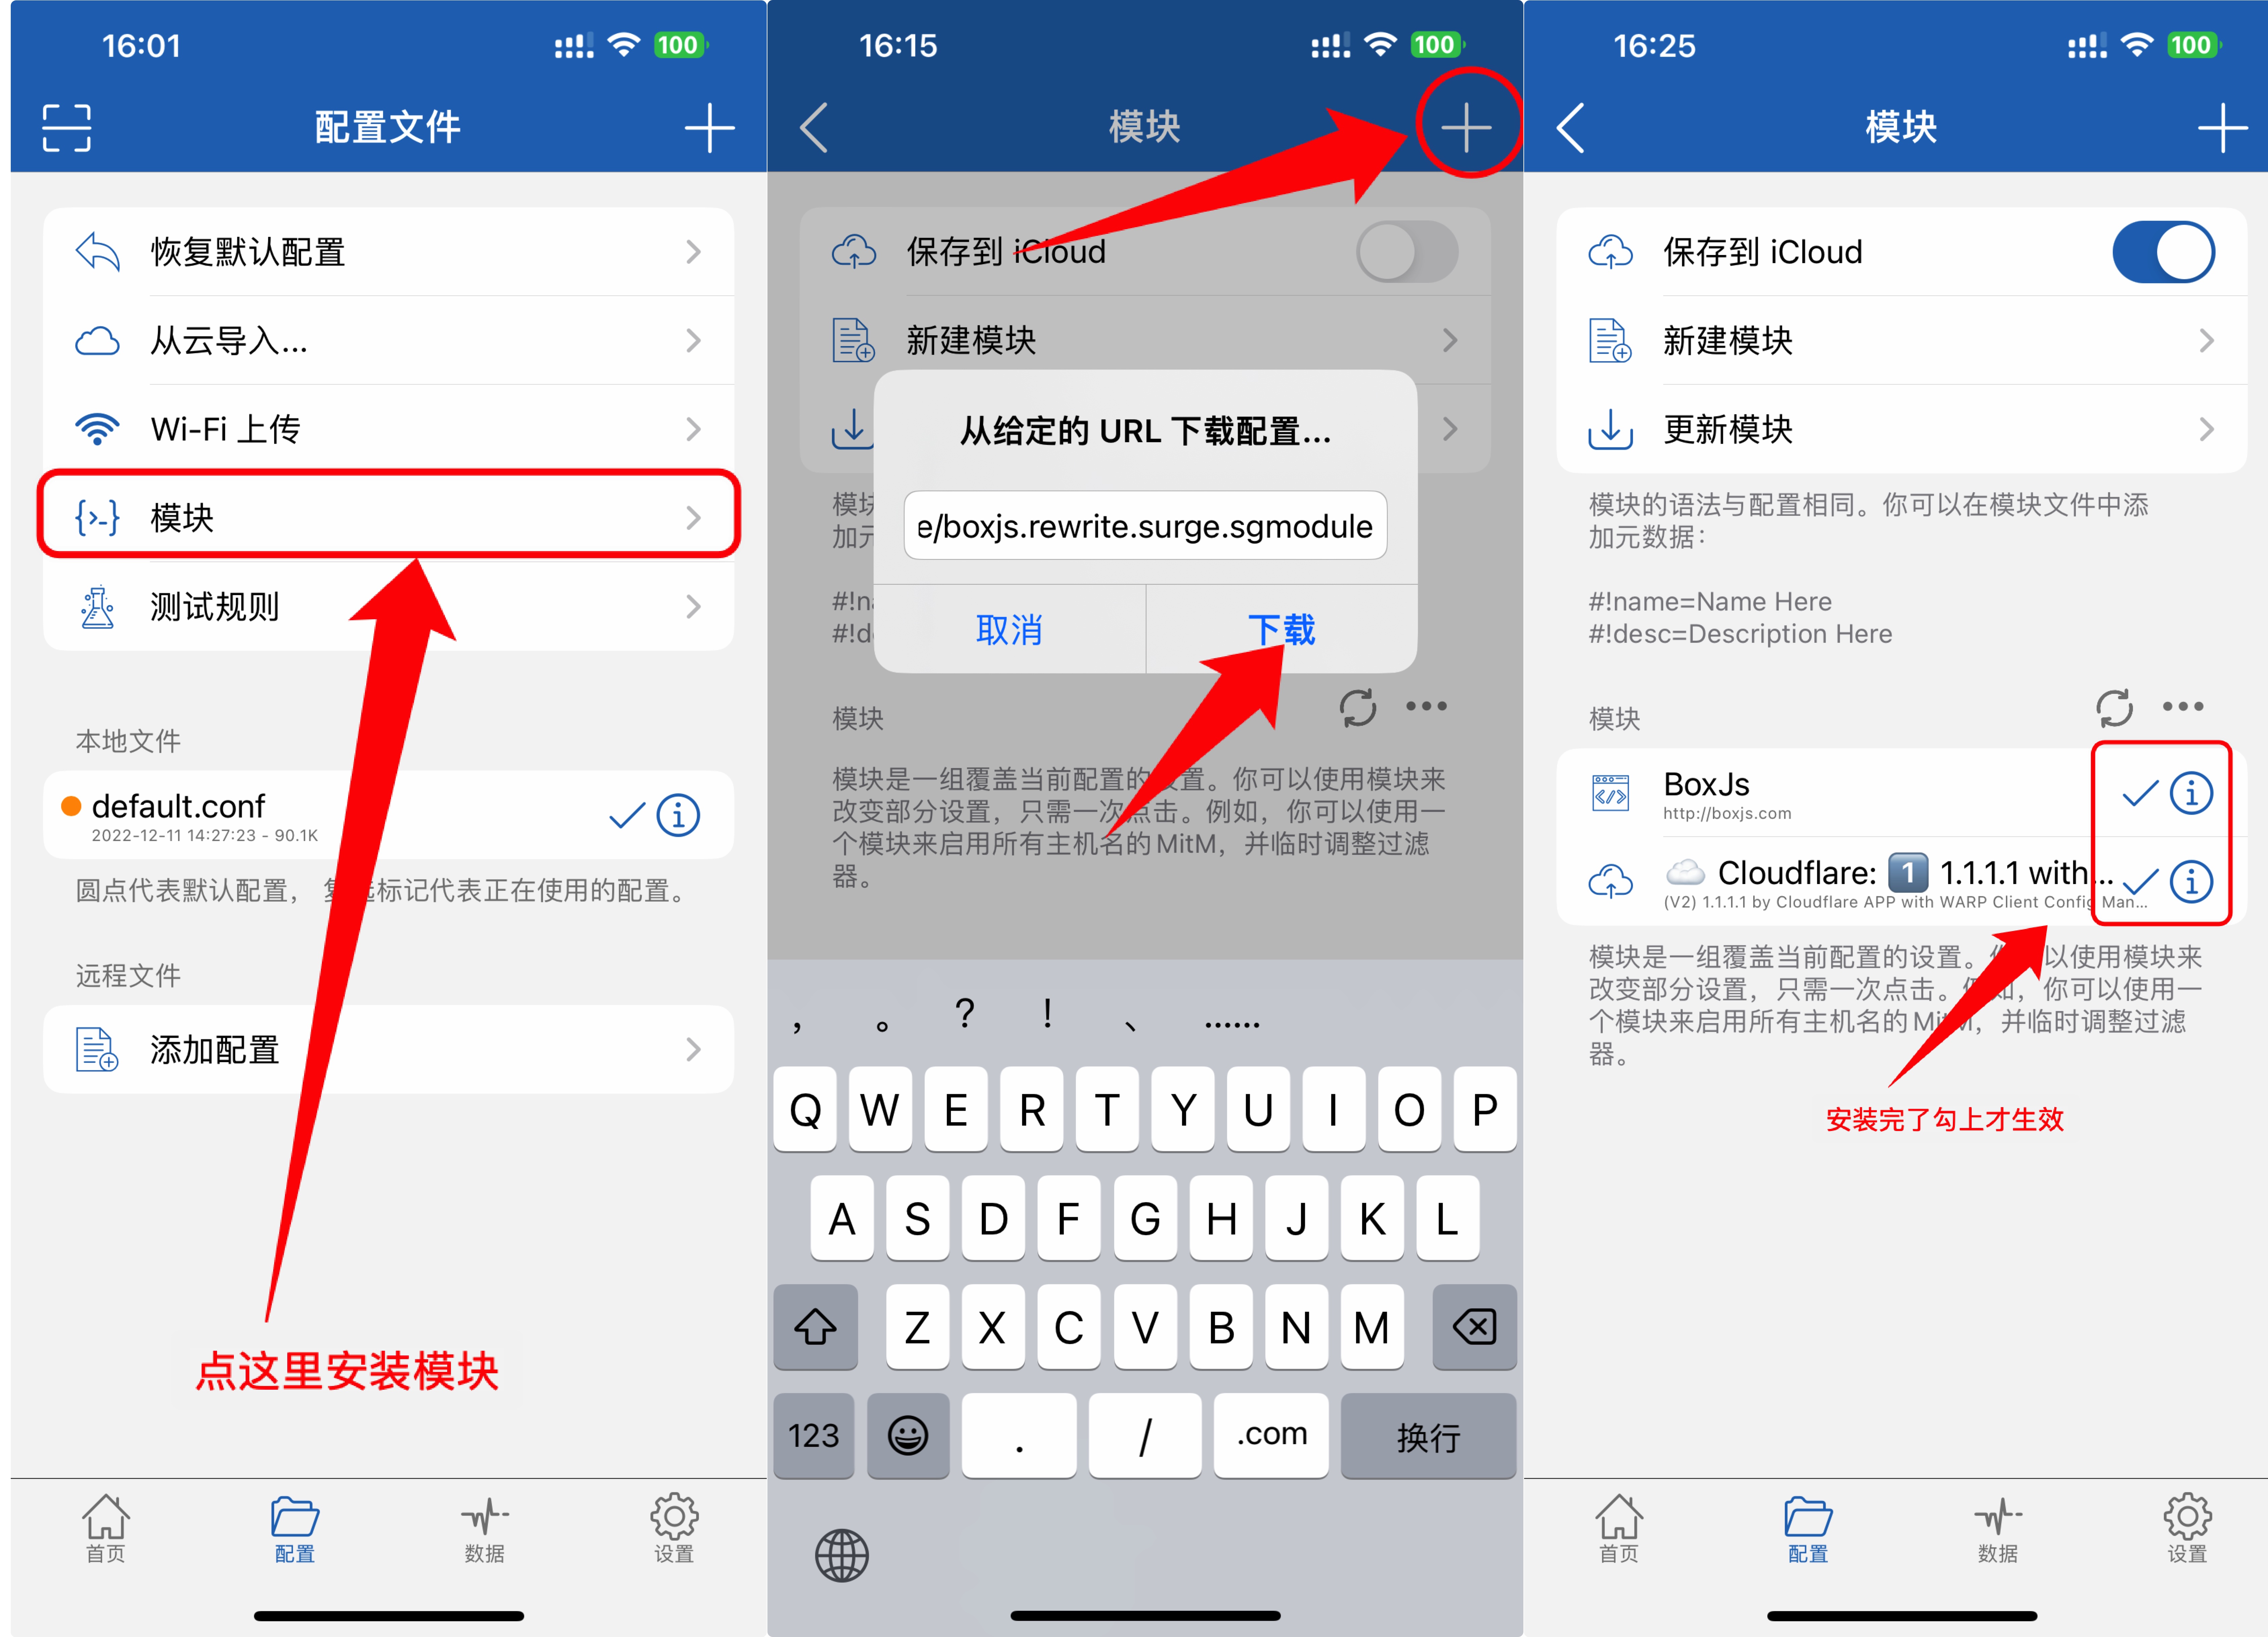 16:01
100
配置文件
恢复默认配置
从云导入...
Wi-Fi 上传
模块
测试规则
本地文件
default.conf
2022-12-11 14:27:23 - 90.1K
圆点代表默认配置，复选标记代表正在使用的配置。
远程文件
添加配置
点这里安装模块
首页
配置
数据
设置
16:15
100
模块
保存到 iCloud
新建模块
从给定的 URL 下载配置...
e/boxjs.rewrite.surge.sgmodule
取消
下载
模块
加元
#!na
#!d
模块
模块是一组覆盖当前配置的设置。你可以使用模块来
改变部分设置，只需一次点击。例如，你可以使用一
个模块来启用所有主机名的 MitM，并临时调整过滤
器。
， 。 ? ! 、 ......
Q W E R T Y U I O P
A S D F G H J K L
Z X C V B N M
123 . / .com 换行
16:25
100
模块
保存到 iCloud
新建模块
更新模块
模块的语法与配置相同。你可以在模块文件中添
加元数据：
#!name=Name Here
#!desc=Description Here
模块
BoxJs
http://boxjs.com
☁️ Cloudflare: 1️⃣ 1.1.1.1 with...
(V2) 1.1.1.1 by Cloudflare APP with WARP Client Config Man...
模块是一组覆盖当前配置的设置。你可以使用模块来
改变部分设置，只需一次点击。例如，你可以使用一
个模块来启用所有主机名的 MitM，并临时调整过滤
器。
安装完了勾上才生效
首页
配置
数据
设置